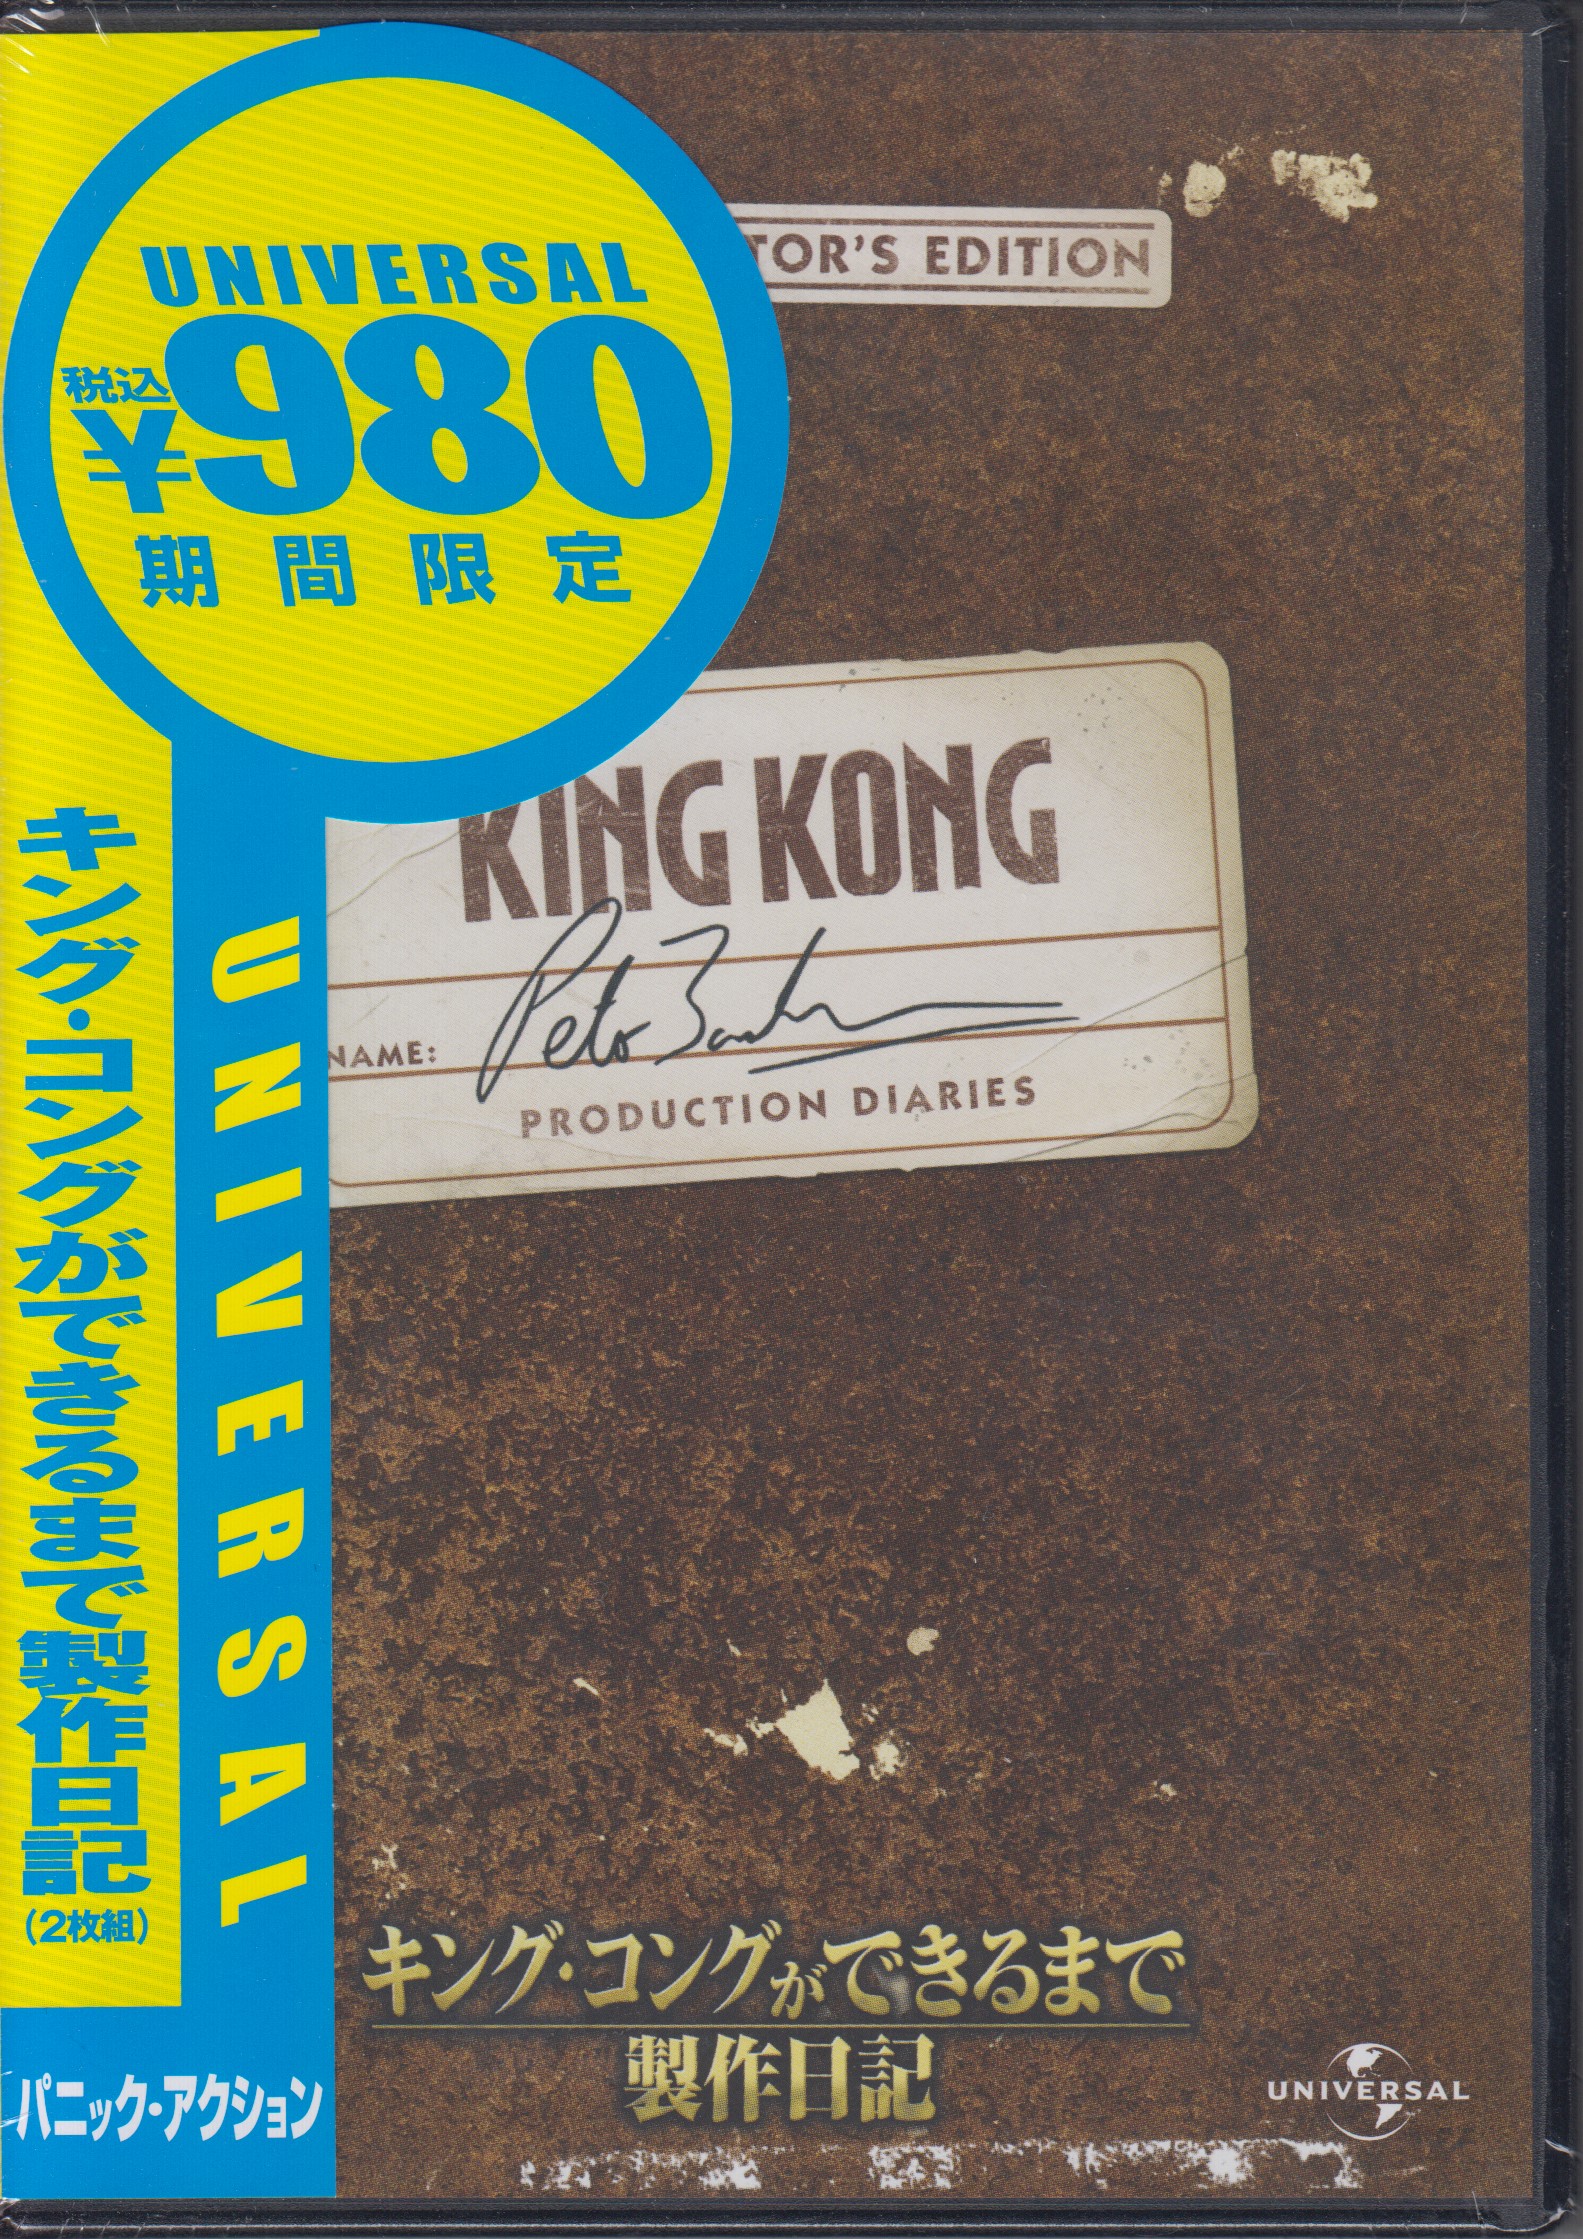 UNIVERSAL
税込
¥980
期間限定
キング・コングができるまで製作日記
(2枚組)
UNIVERSAL
パニック・アクション
TOR'S EDITION
KING KONG
NAME:
PRODUCTION DIARIES
キング・コングができるまで
製作日記
UNIVERSAL